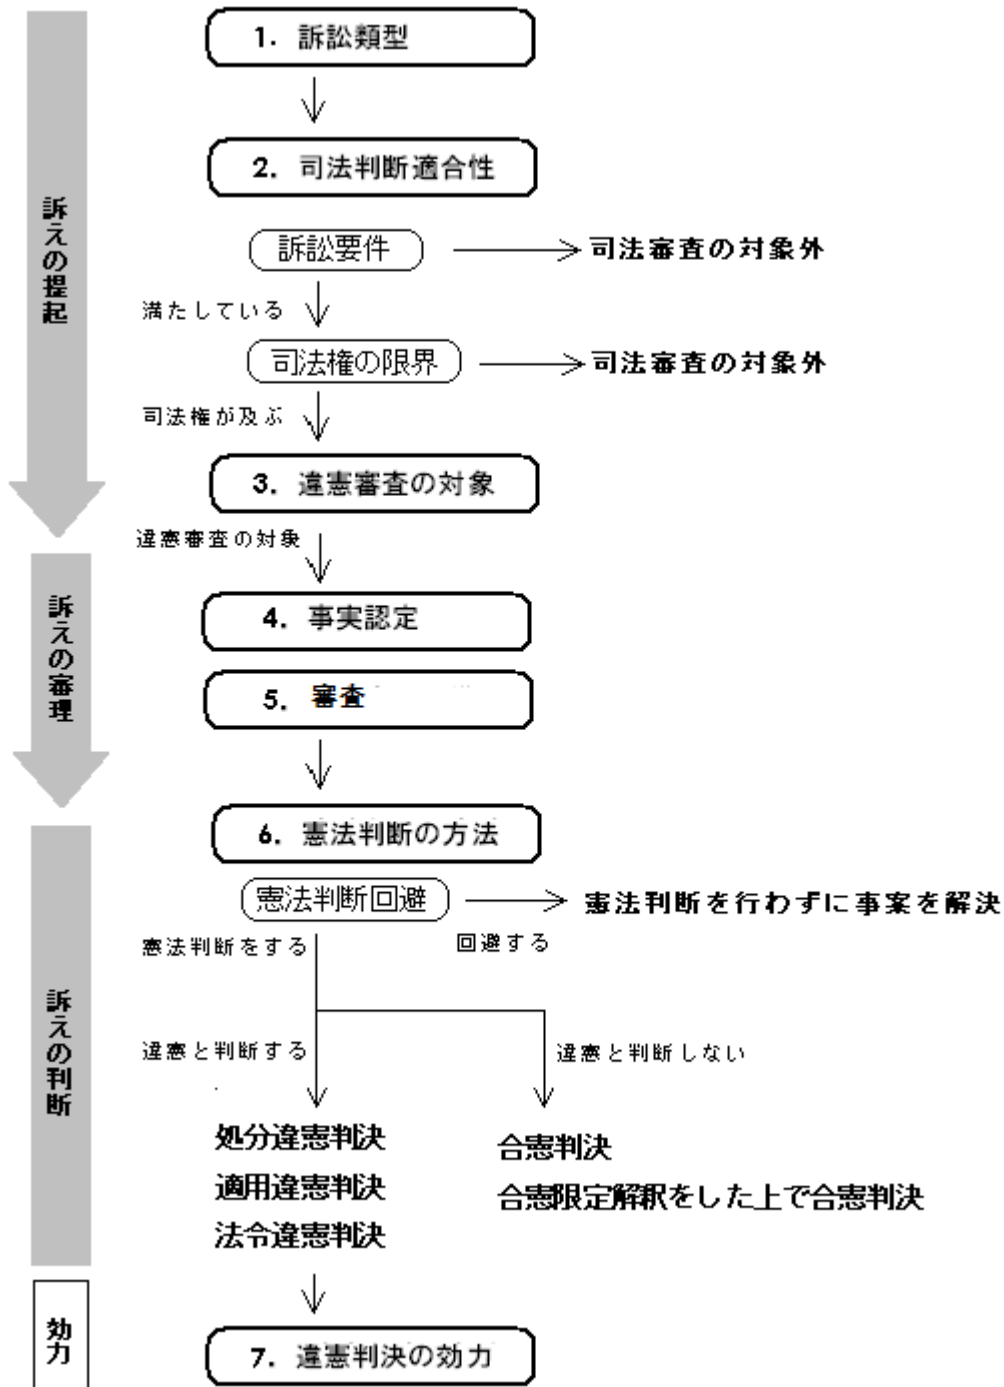 訴えの提起
1. 訴訟類型
2. 司法判断適合性
訴訟要件
司法審査の対象外
満たしている
司法権の限界
司法審査の対象外
司法権が及ぶ
3. 違憲審査の対象
違憲審査の対象
訴えの審理
4. 事実認定
5. 審査
訴えの判断
6. 憲法判断の方法
憲法判断回避
憲法判断を行わずに事案を解決
憲法判断をする
回避する
違憲と判断する
違憲と判断しない
処分違憲判決
適用違憲判決
法令違憲判決
合憲判決
合憲限定解釈をした上で合憲判決
効力
7. 違憲判決の効力